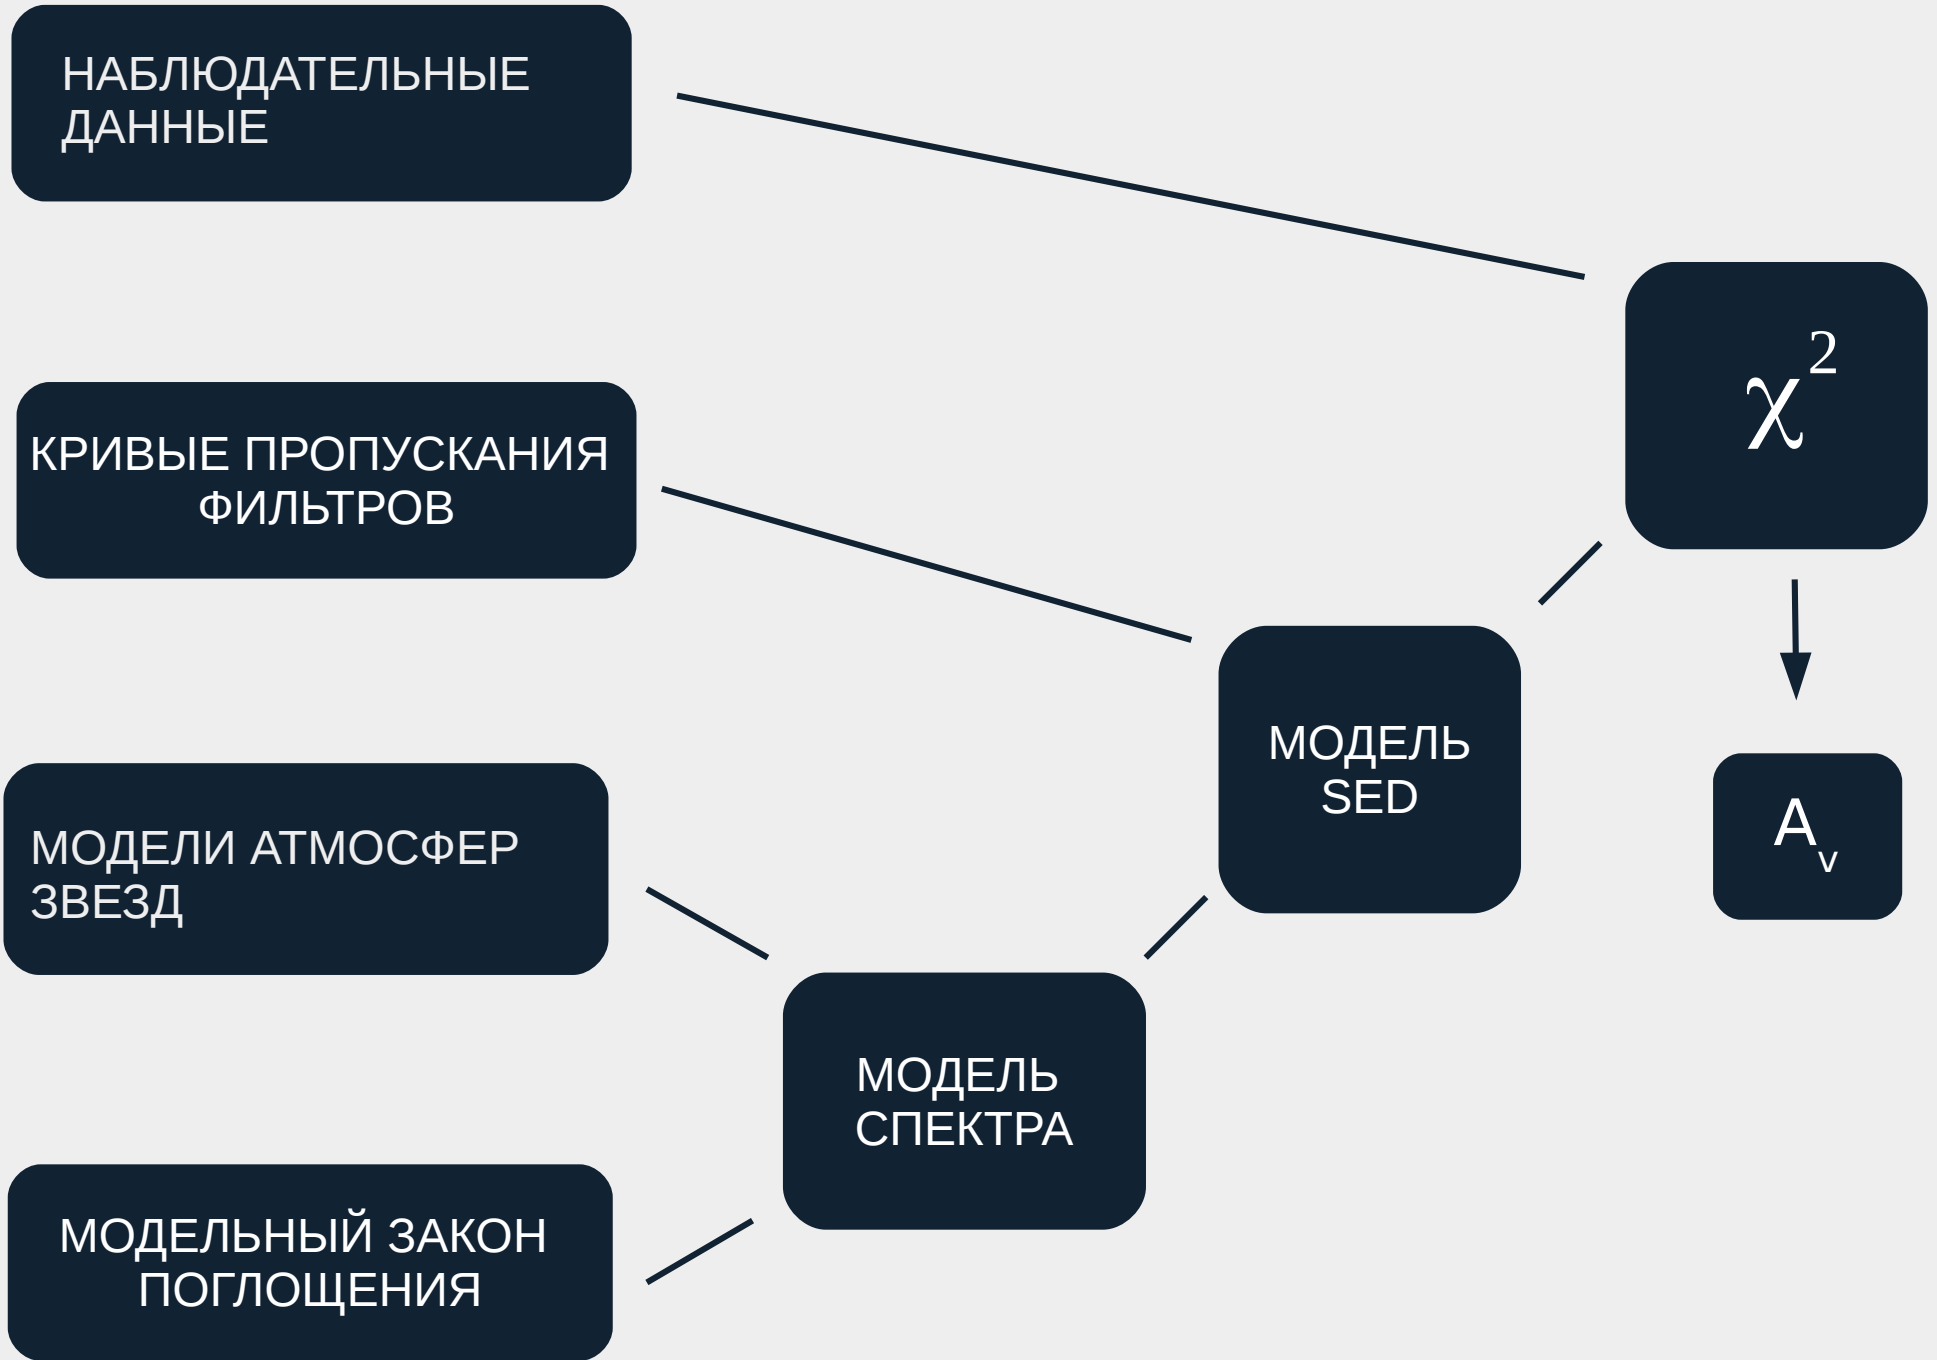 НАБЛЮДАТЕЛЬНЫЕ
ДАННЫЕ
χ²
КРИВЫЕ ПРОПУСКАНИЯ
ФИЛЬТРОВ
МОДЕЛЬ
SED
Aᵥ
МОДЕЛИ АТМОСФЕР
ЗВЕЗД
МОДЕЛЬ
СПЕКТРА
МОДЕЛЬНЫЙ ЗАКОН
ПОГЛОЩЕНИЯ